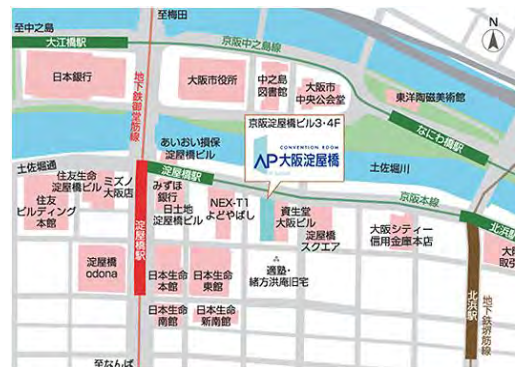 至中之島
至梅田
N
大江橋駅
京阪中之島線
日本銀行
地下鉄御堂筋線
大阪市役所
中之島
図書館
大阪市
中央公会堂
東洋陶磁美術館
なにわ橋駅
京阪淀屋橋ビル3・4F
CONVENTION ROOM
AP大阪淀屋橋
あいおい損保
淀屋橋ビル
土佐堀通
土佐堀川
淀屋橋駅
京阪本線
住友生命
淀屋橋ビル
ミズノ
大阪店
住友
ビルディング
本館
みずほ
銀行
日土地
淀屋橋ビル
NEX-T1
よどやばし
資生堂
大阪ビル
淀屋橋
スクエア
大阪シティー
信用金庫本店
北浜駅
大阪
取引
淀屋橋駅
淀屋橋
odona
日本生命
本館
日本生命
東館
適塾・
緒方洪庵旧宅
日本生命
南館
日本生命
新南館
北浜駅
地下鉄堺筋線
至なんば